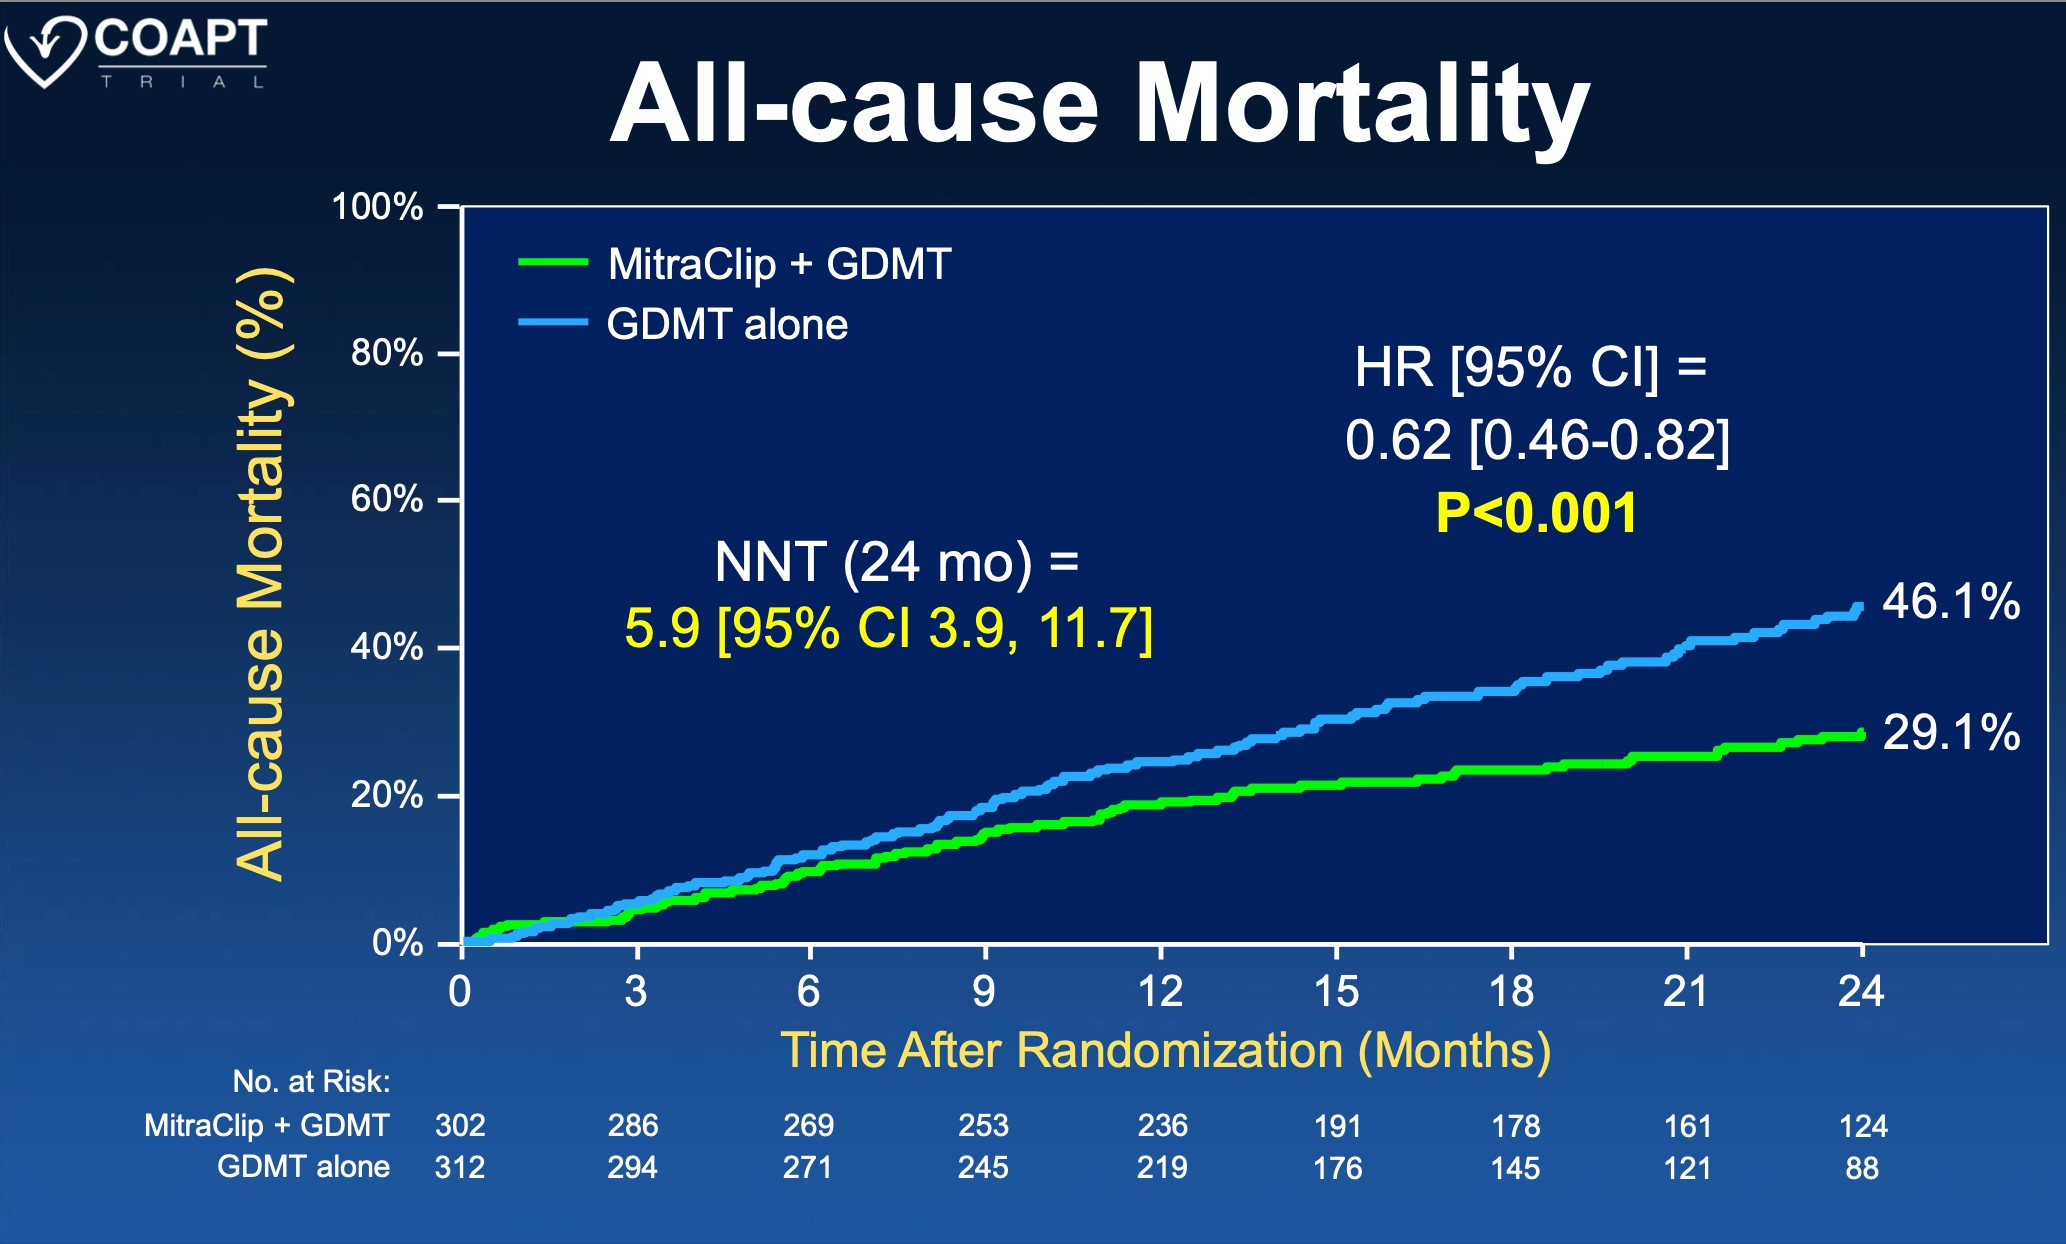 COAPT
TRIAL
All-cause Mortality
All-cause Mortality (%)
100%
80%
60%
40%
20%
0%
MitraClip + GDMT
GDMT alone
HR [95% CI] =
0.62 [0.46-0.82]
P<0.001
NNT (24 mo) =
5.9 [95% CI 3.9, 11.7]
46.1%
29.1%
0 3 6 9 12 15 18 21 24
Time After Randomization (Months)
No. at Risk:
MitraClip + GDMT 302 286 269 253 236 191 178 161 124
GDMT alone 312 294 271 245 219 176 145 121 88